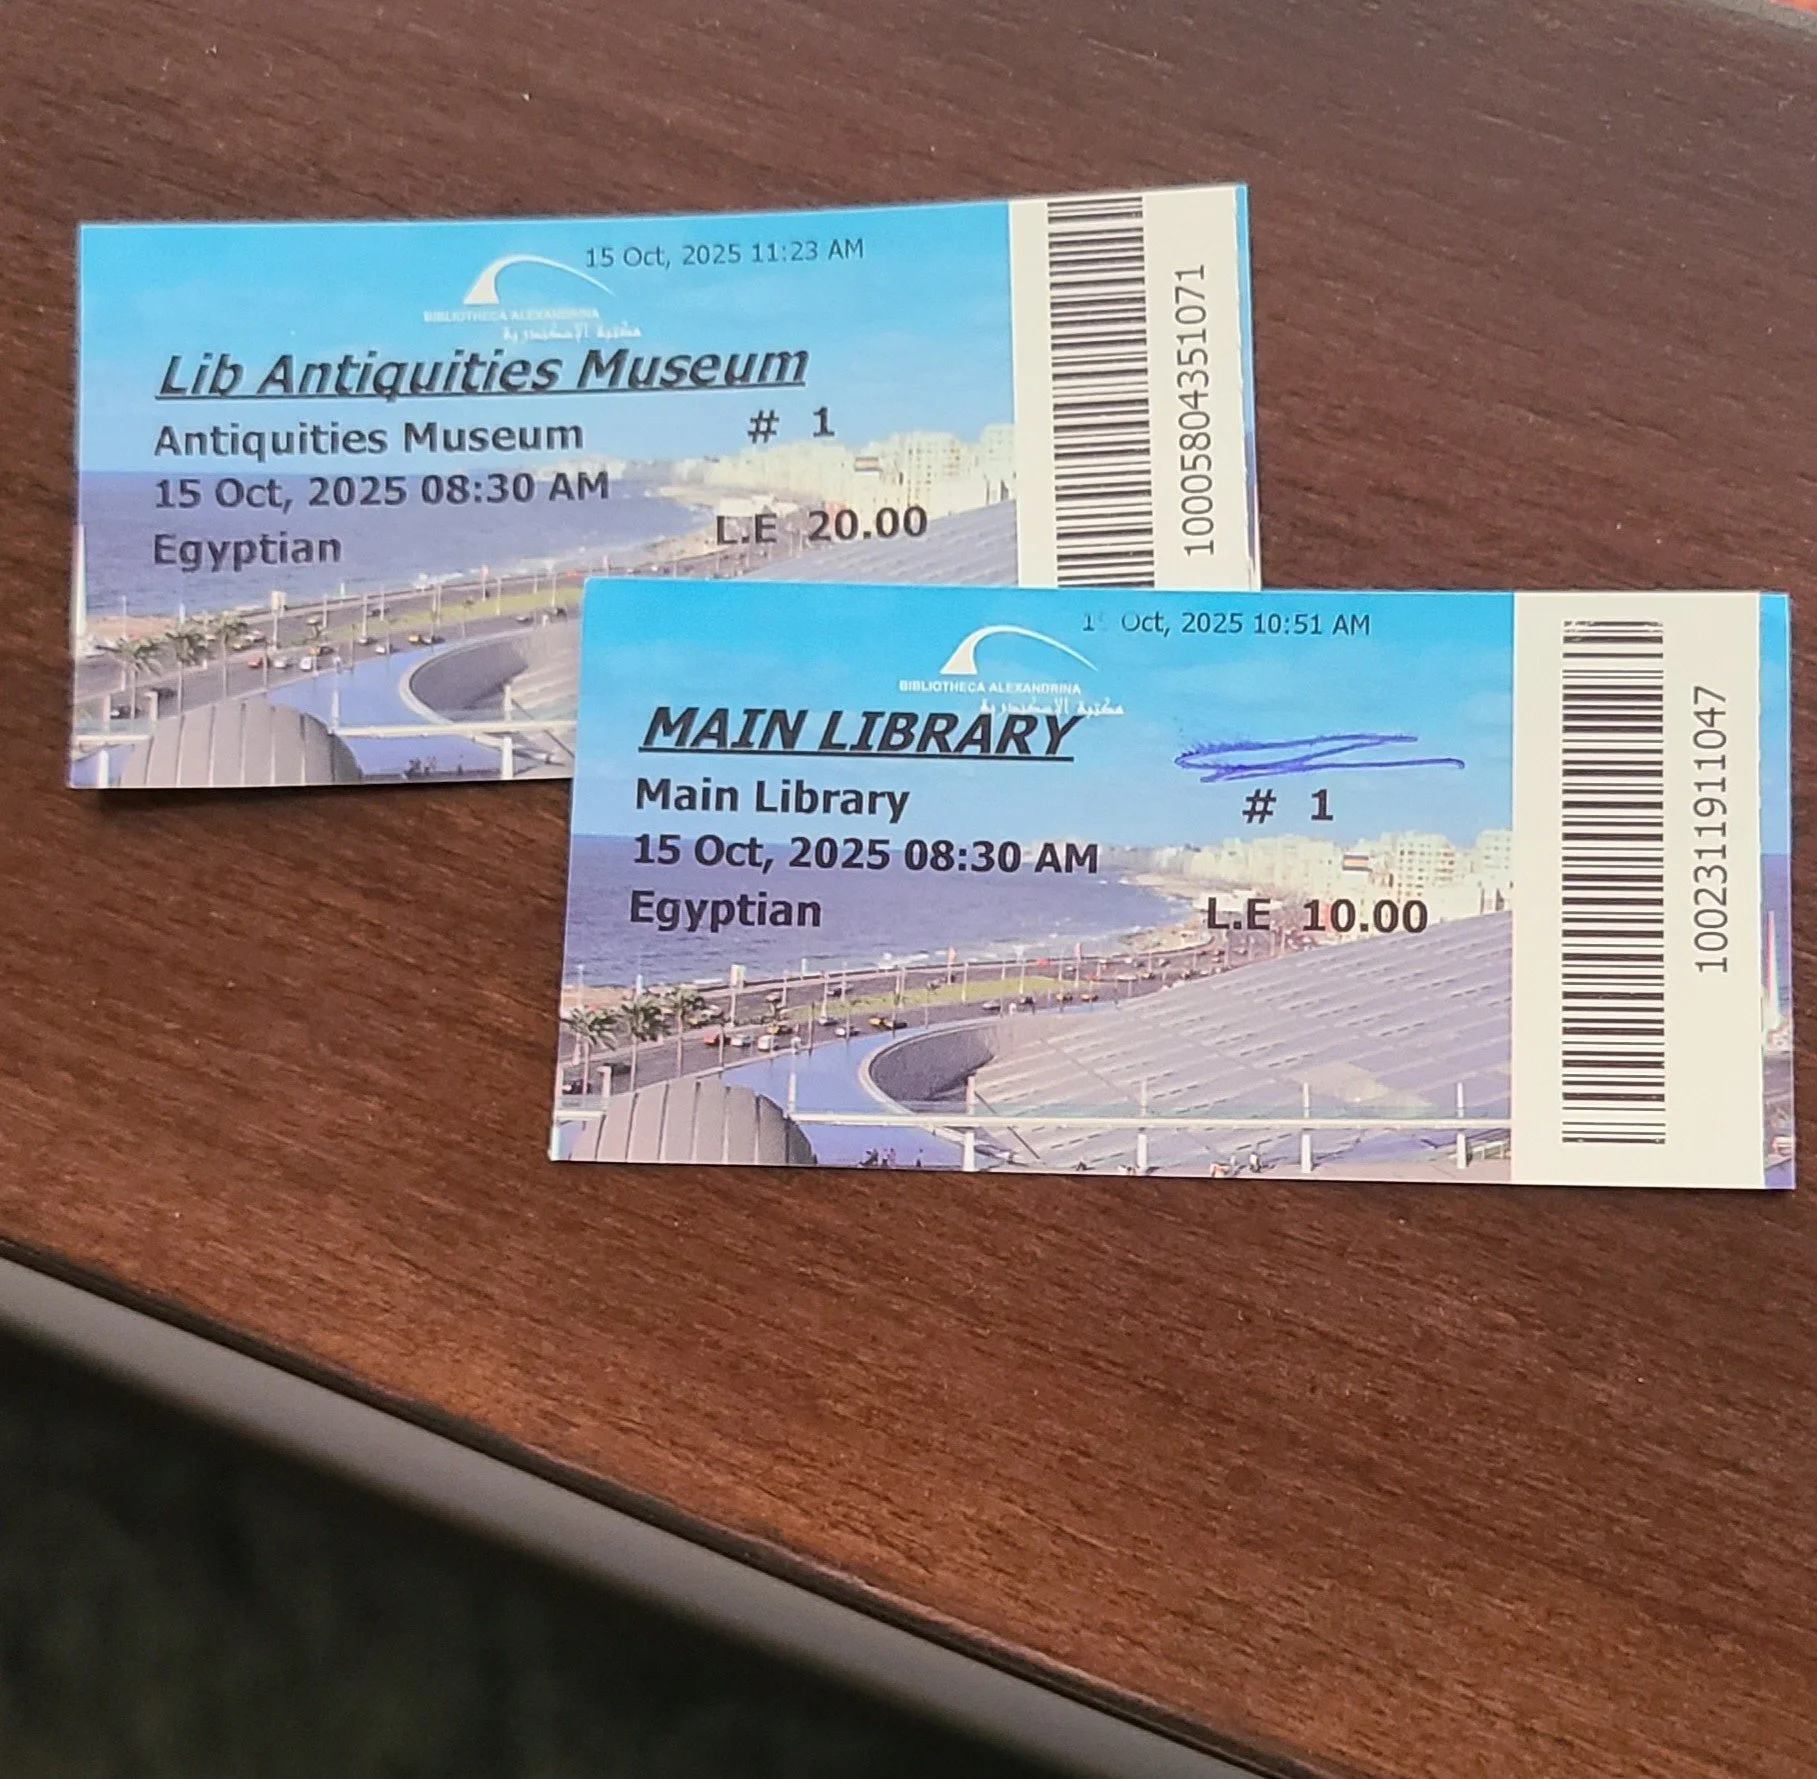 15 Oct, 2025 11:23 AM
BIBLIOTHECA ALEXANDRINA
مكتبة الإسكندرية
Lib Antiquities Museum
Antiquities Museum # 1
15 Oct, 2025 08:30 AM
Egyptian L.E 20.00
10005804351071
Oct, 2025 10:51 AM
BIBLIOTHECA ALEXANDRINA
مكتبة الإسكندرية
MAIN LIBRARY
Main Library # 1
15 Oct, 2025 08:30 AM
Egyptian L.E 10.00
1002311911047